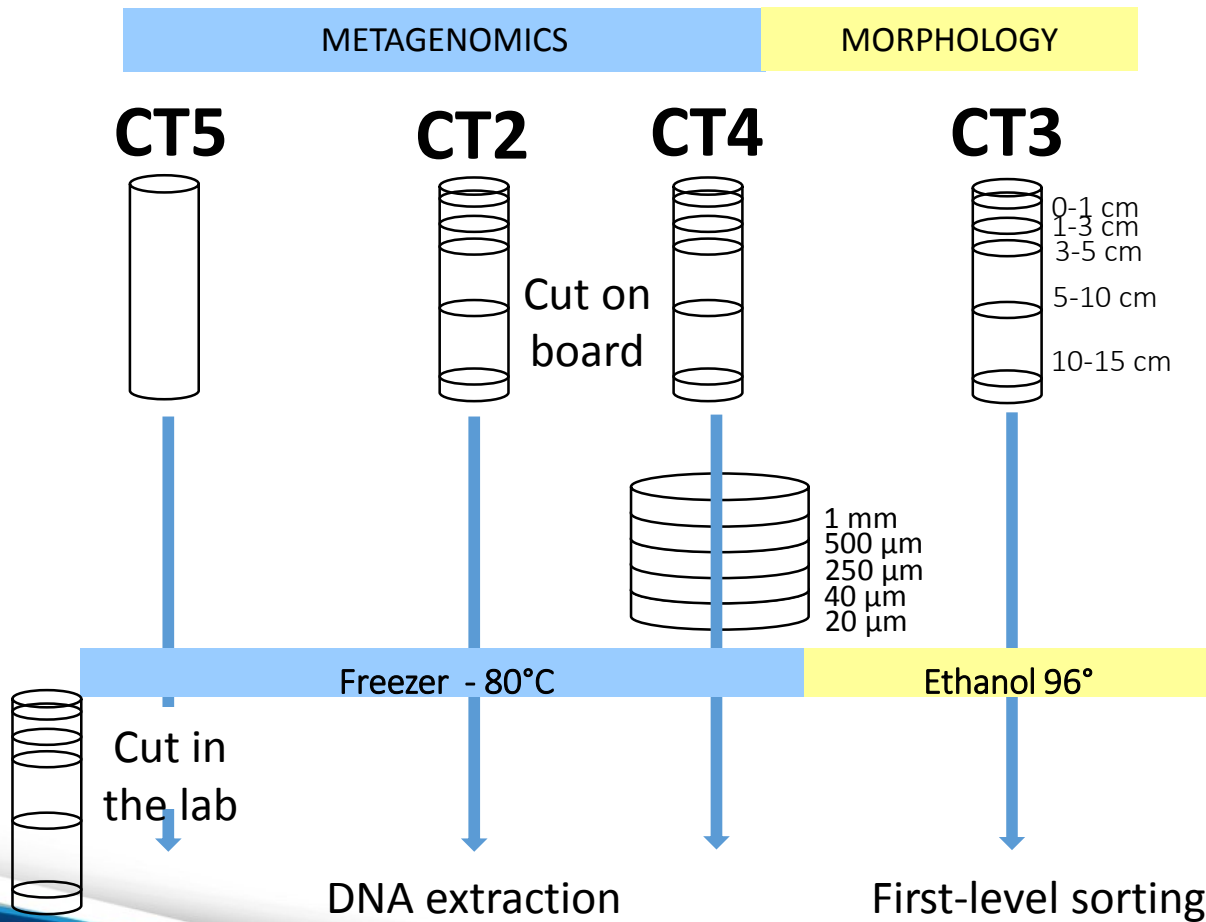 METAGENOMICS
MORPHOLOGY
CT5
CT2
CT4
CT3
0-1 cm
1-3 cm
3-5 cm
5-10 cm
10-15 cm
Cut on
board
1 mm
500 µm
250 µm
40 µm
20 µm
Freezer - 80°C
Ethanol 96°
Cut in
the lab
DNA extraction
First-level sorting